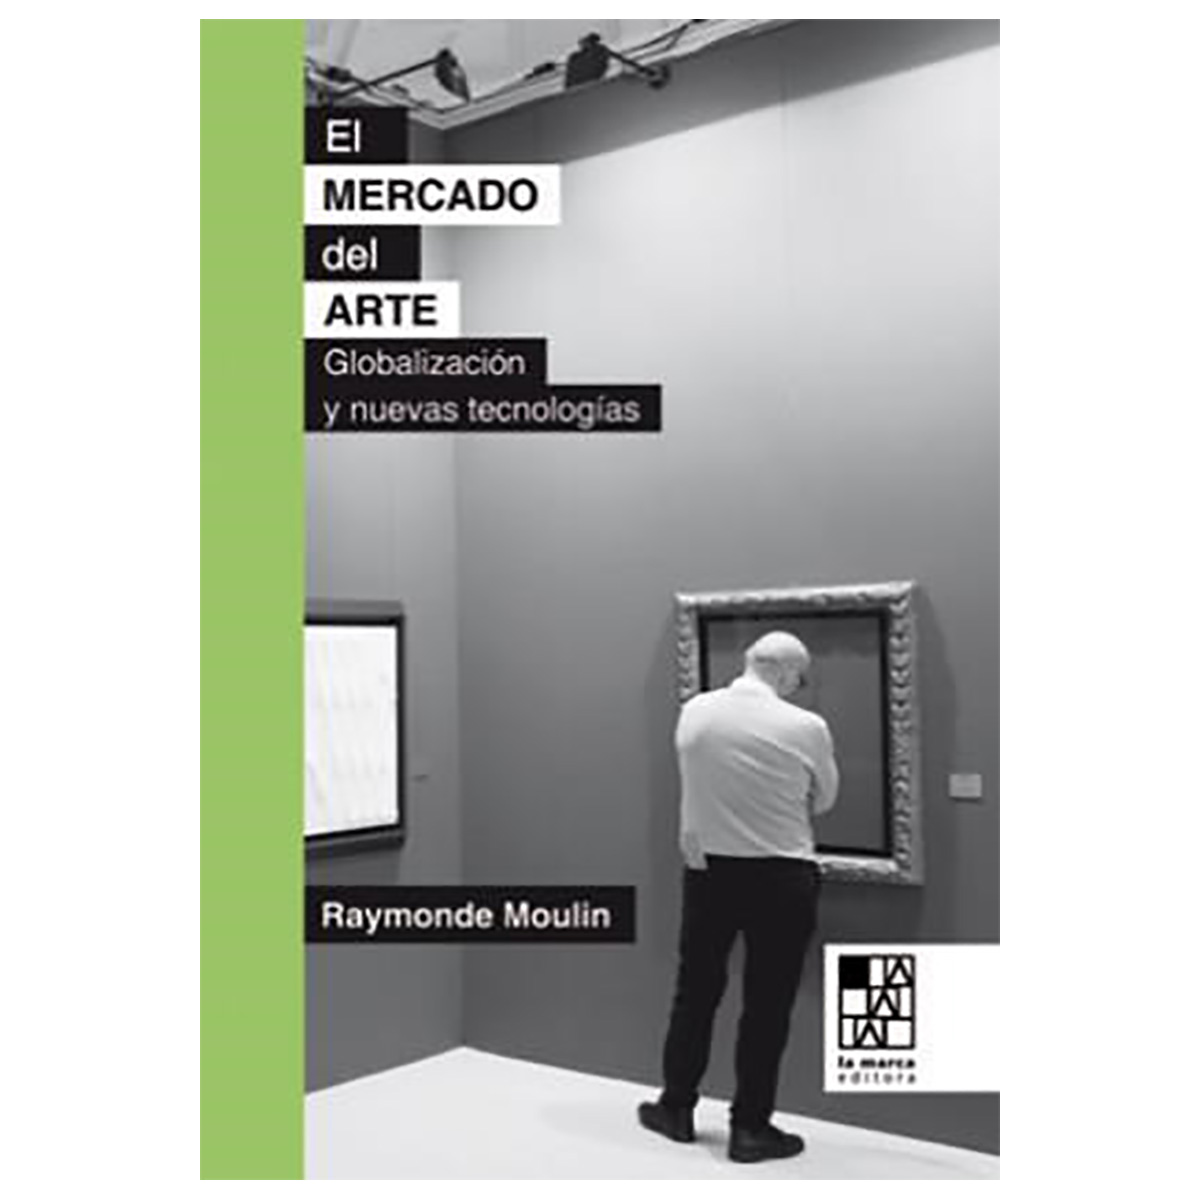 El
MERCADO
del
ARTE
Globalización
y nuevas tecnologías
Raymonde Moulin
la marca
editora